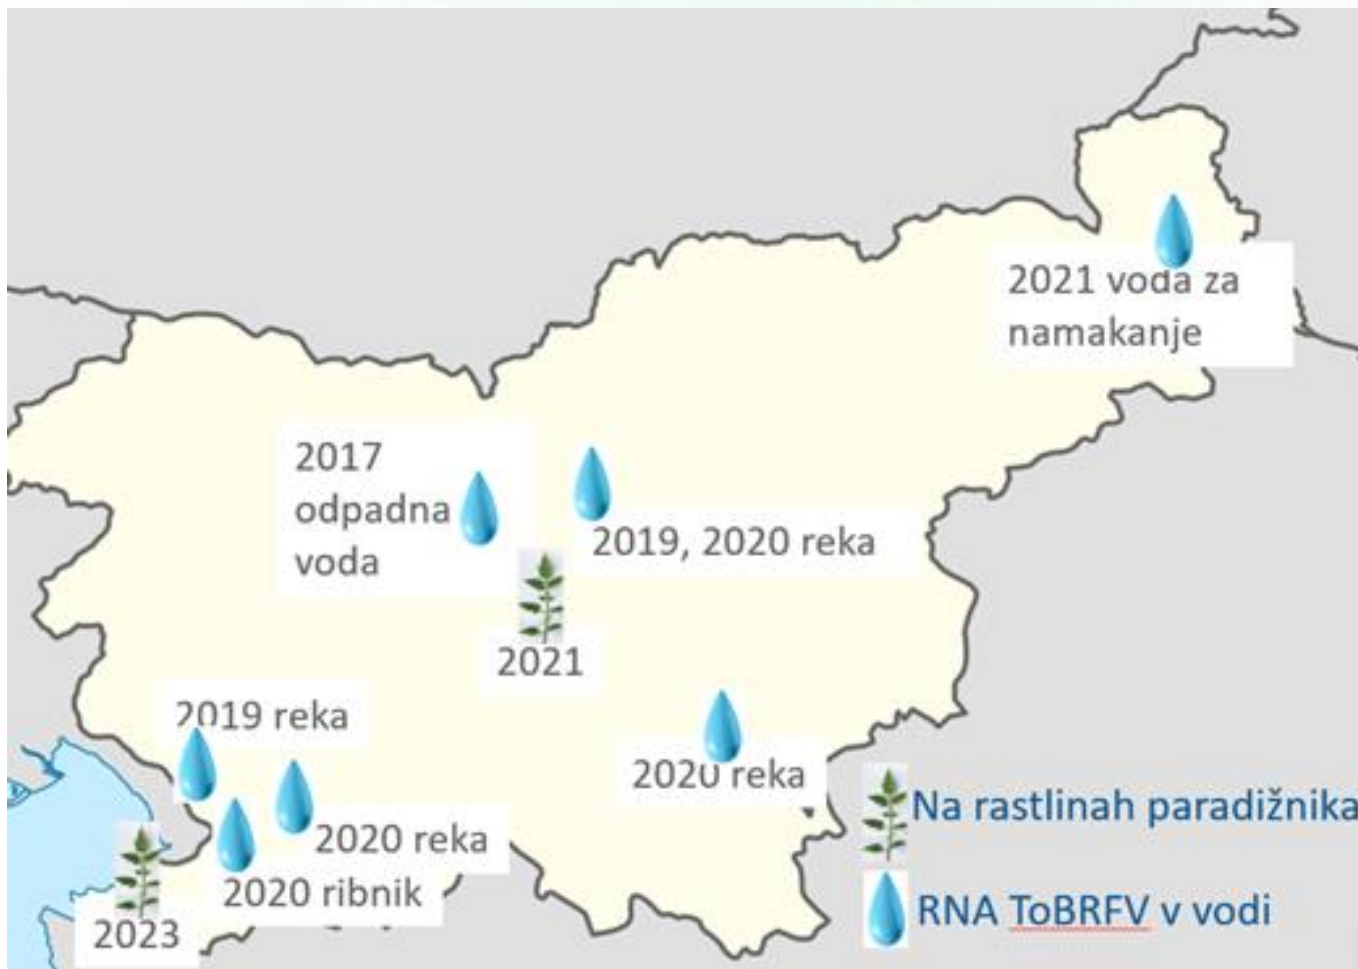 2021 voda za
namakanje
2017
odpadna
voda
2019, 2020 reka
2021
2019 reka
2020 reka
2020 reka
2020 ribnik
2023
Na rastlinah paradižnika
RNA ToBRFV v vodi